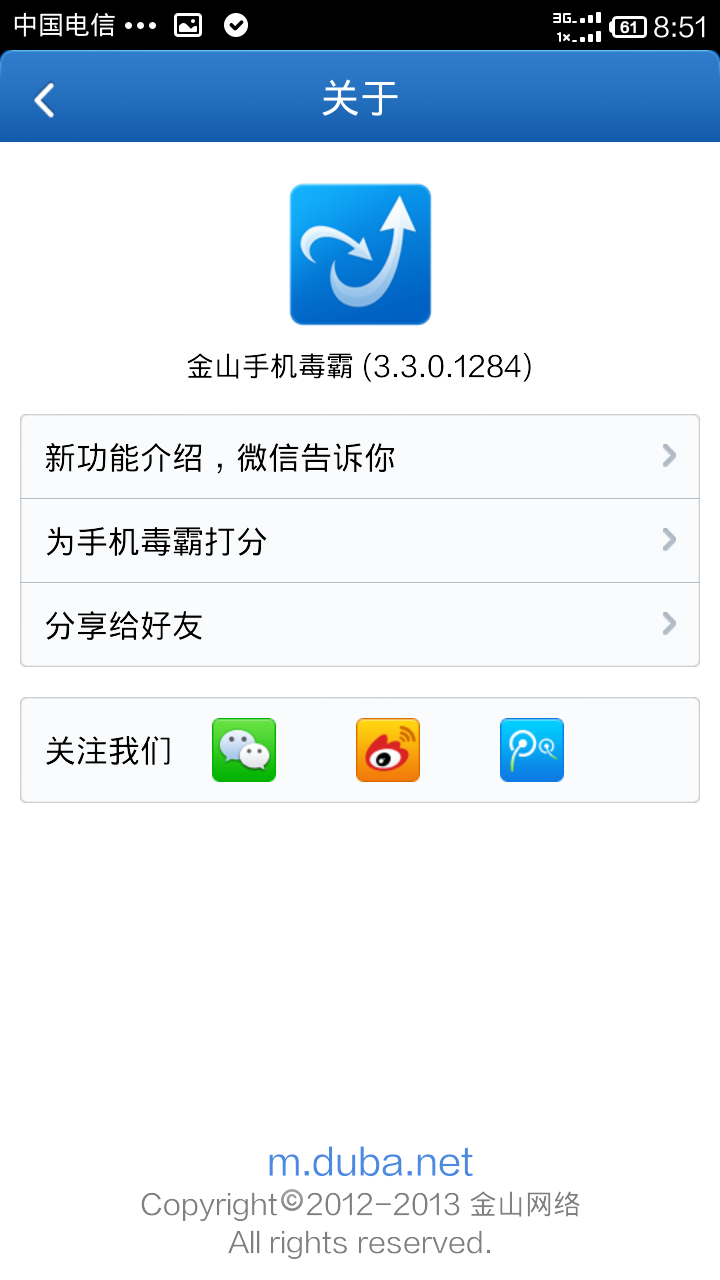 中国电信 ••• 3G 1x 61 8:51
关于
金山手机毒霸 (3.3.0.1284)
新功能介绍，微信告诉你
为手机毒霸打分
分享给好友
关注我们
m.duba.net
Copyright©2012-2013 金山网络
All rights reserved.